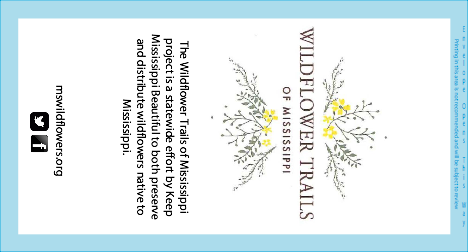 WILDFLOWER TRAILS
OF MISSISSIPPI
The Wildflower Trails of Mississippi
project is a statewide effort by Keep
Mississippi Beautiful to both preserve
and distribute wildflowers native to
Mississippi.
mswildflowers.org
Printing in this area is not recommended and will be subject to review